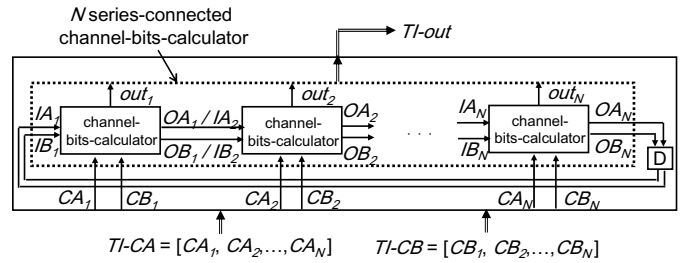 N series-connected
channel-bits-calculator
TI-out
out1
out2
outN
IA1
IB1
channel-
bits-calculator
OA1 / IA2
OB1 / IB2
channel-
bits-calculator
OA2
OB2
. . .
IAN
IBN
channel-
bits-calculator
OAN
OBN
D
CA1
CB1
CA2
CB2
CAN
CBN
TI-CA = [CA1, CA2,…,CAN]
TI-CB = [CB1, CB2,…,CBN]